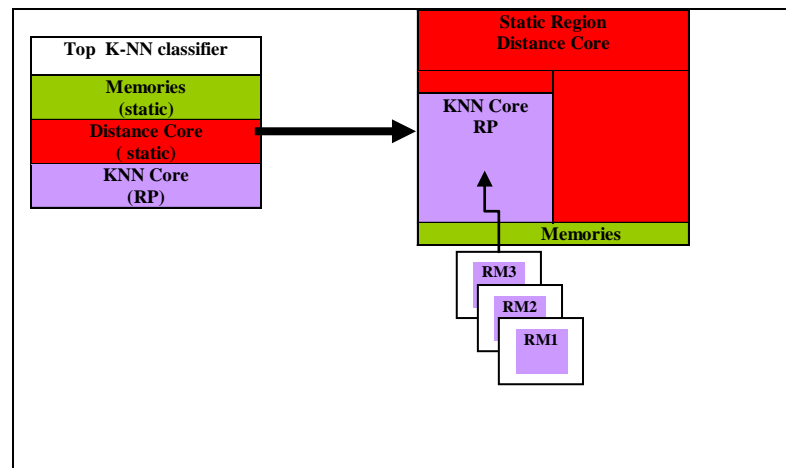 Top K-NN classifier
Memories
(static)
Distance Core
( static)
KNN Core
(RP)
Static Region
Distance Core
KNN Core
RP
Memories
RM3
RM2
RM1